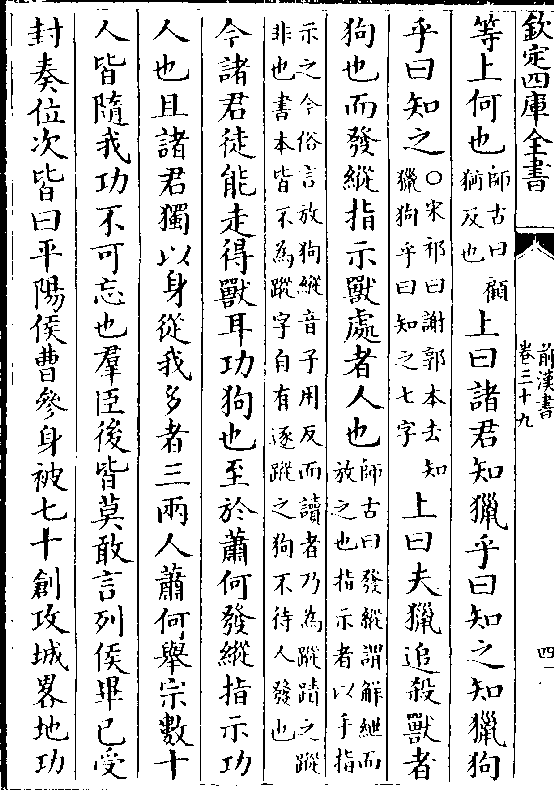 欽定四庫全書
前漢書
卷三十九
四
等上何也師古曰顧
猶反也上曰諸君知獵乎曰知之知獵狗
乎曰知之○宋祁曰謝郭本去知
獵狗乎曰知之七字上曰夫獵追殺獸者
狗也而發縱指示獸處者人也師古曰發縱謂解紲而
放之也指示者以手指
示之今俗言放狗縱音子用反而讀者乃為蹤蹟之蹤
非也書本皆不為蹤字自有逐蹤之狗不待人發也
今諸君徒能走得獸耳功狗也至於蕭何發縱指示功
人也且諸君獨以身從我多者三兩人蕭何舉宗數十
人皆隨我功不可忘也羣臣後皆莫敢言列侯畢已受
封奏位次皆曰平陽侯曹參身被七十創攻城畧地功